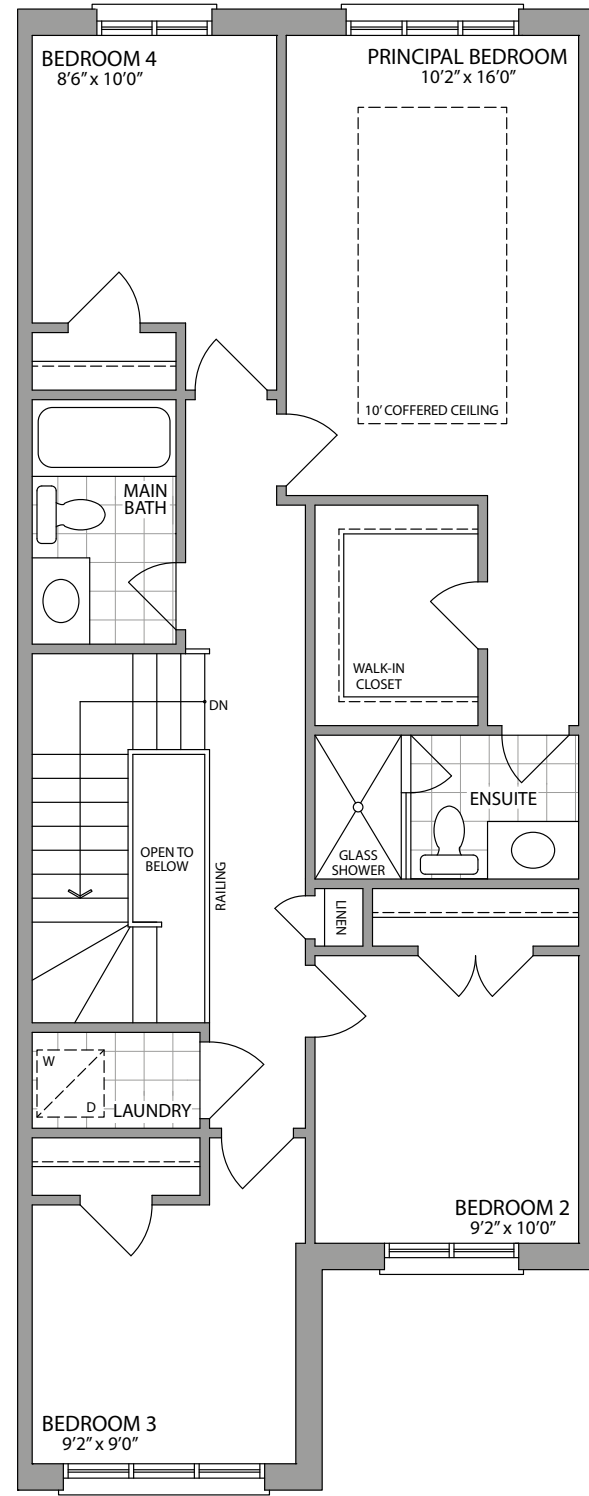 BEDROOM 4
8'6” x 10'0”
PRINCIPAL BEDROOM
10'2” x 16'0”
10' COFFERED CEILING
MAIN
BATH
WALK-IN
CLOSET
DN
ENSUITE
OPEN TO
BELOW
GLASS
SHOWER
RAILING
LINEN
W
D
LAUNDRY
BEDROOM 2
9'2” x 10'0”
BEDROOM 3
9'2” x 9'0”